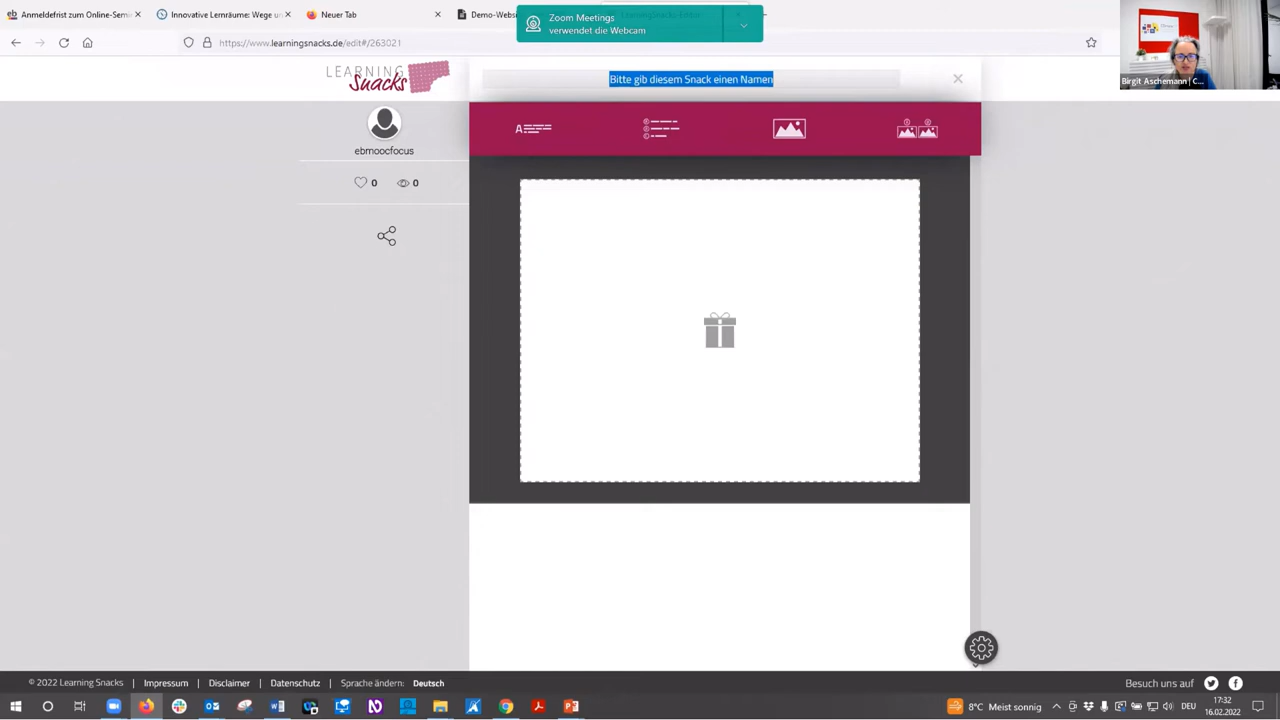 Anmeldefrist zum Online-Sem
Innovative Lernräume: Wege u
Neuer Tab
Demo-Webs
Zoom Meetings
verwendet die Webcam
https://www.learningsnacks.de/edit#/263021
LEARNING
Snacks
Bitte gib diesem Snack einen Namen
Birgit Aschemann | C...
A
ebmoocfocus
0
0
© 2022 Learning Snacks
Impressum
Disclaimer
Datenschutz
Sprache ändern:
Deutsch
Besuch uns auf
8°C Meist sonnig
DEU
17:32
16.02.2022